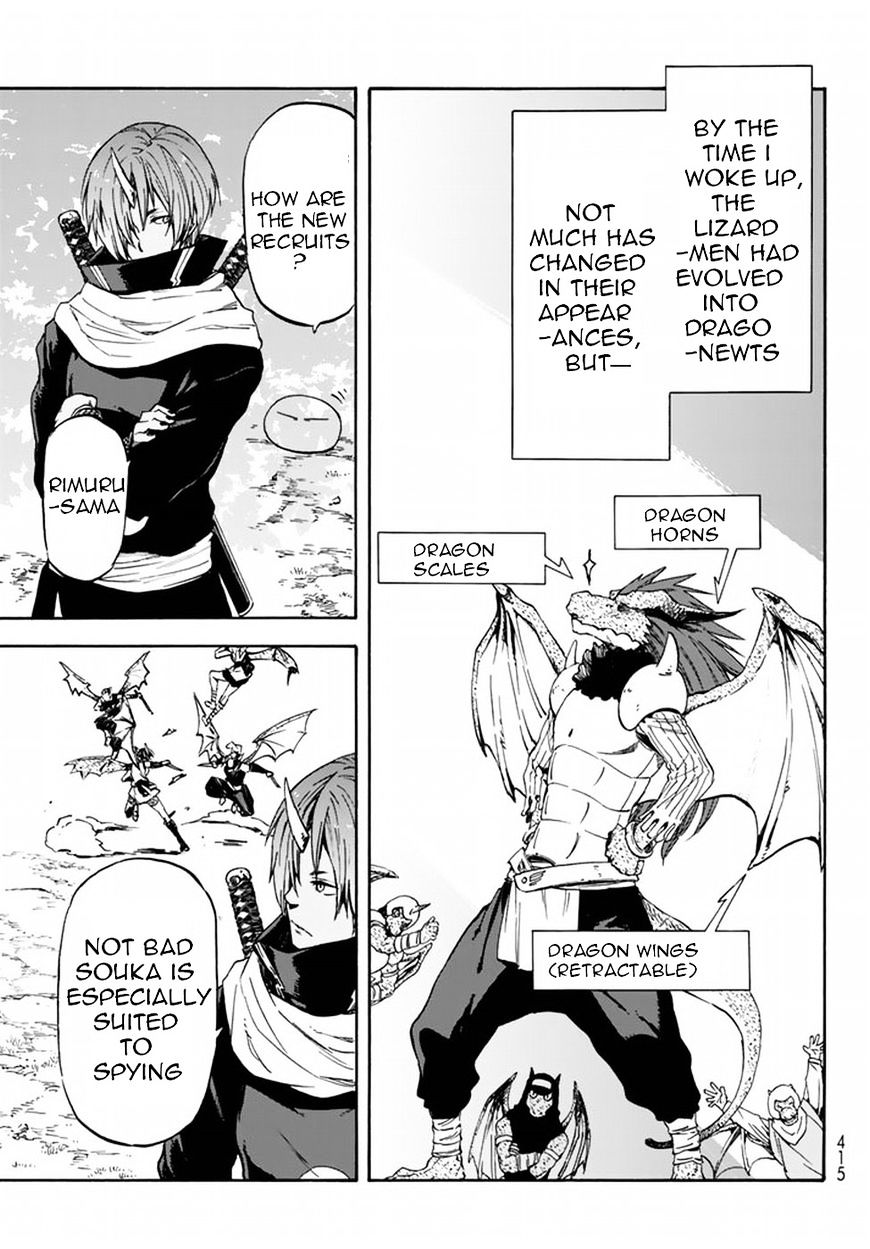 BY THE
TIME I
WOKE UP,
THE
LIZARD
-MEN HAD
EVOLVED
INTO
DRAGO
-NEWTS
NOT
MUCH HAS
CHANGED
IN THEIR
APPEAR
-ANCES,
BUT—
DRAGON
HORNS
DRAGON
SCALES
DRAGON WINGS
(RETRACTABLE)
HOW ARE
THE NEW
RECRUITS
?
RIMURU
-SAMA
NOT BAD
SOUKA IS
ESPECIALLY
SUITED
TO
SPYING
415